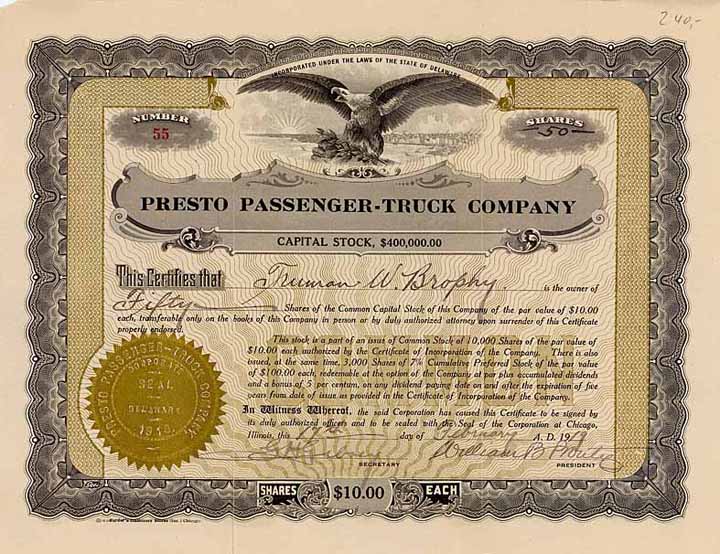 240,-
INCORPORATED UNDER THE LAWS OF THE STATE OF DELAWARE
NUMBER
55
SHARES
50
PRESTO PASSENGER-TRUCK COMPANY
CAPITAL STOCK, $400,000.00
This Certifies that Truman W. Brophy. is the owner of
Fifty Shares of the Common Capital Stock of this Company of the par value of $10.00
each, transferable only on the books of this Company in person or by duly authorized attorney upon surrender of this Certificate
properly endorsed.
This stock is a part of an issue of Common Stock of 10,000 Shares of the par value of
$10.00 each authorized by the Certificate of Incorporation of the Company. There is also
issued, at the same time, 3,000 Shares of 7% Cumulative Preferred Stock of the par value
of $100.00 each, redeemable at the option of the Company at par plus accumulated dividends
and a bonus of 5 per centum, on any dividend paying date on and after the expiration of five
years from date of issue as provided in the Certificate of Incorporation of the Company.
In Witness Whereof, the said Corporation has caused this Certificate to be signed by
its duly authorized officers and to be sealed with the Seal of the Corporation at Chicago,
Illinois, this day of February A. D. 1919
William B.
SECRETARY
PRESIDENT
PRESTO PASSENGER-TRUCK COMPANY
CORPORATE
SEAL
DELAWARE
SHARES $10.00 EACH